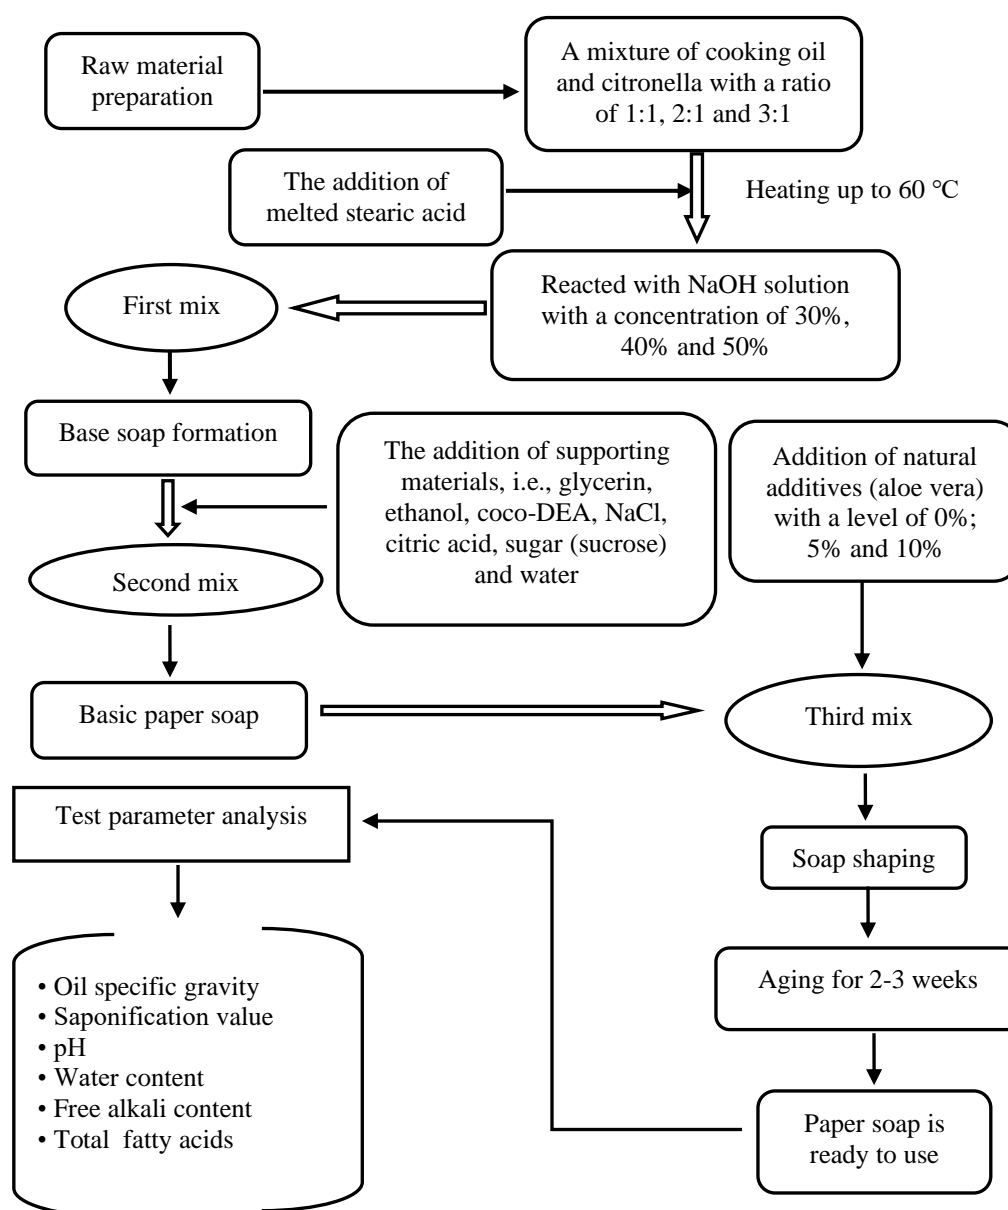 Raw material
preparation
A mixture of cooking oil
and citronella with a ratio
of 1:1, 2:1 and 3:1
The addition of
melted stearic acid
Heating up to 60 °C
Reacted with NaOH solution
with a concentration of 30%,
40% and 50%
First mix
Base soap formation
The addition of supporting
materials, i.e., glycerin,
ethanol, coco-DEA, NaCl,
citric acid, sugar (sucrose)
and water
Addition of natural
additives (aloe vera)
with a level of 0%;
5% and 10%
Second mix
Basic paper soap
Third mix
Test parameter analysis
Soap shaping
Aging for 2-3 weeks
• Oil specific gravity
• Saponification value
• pH
• Water content
• Free alkali content
• Total fatty acids
Paper soap is
ready to use